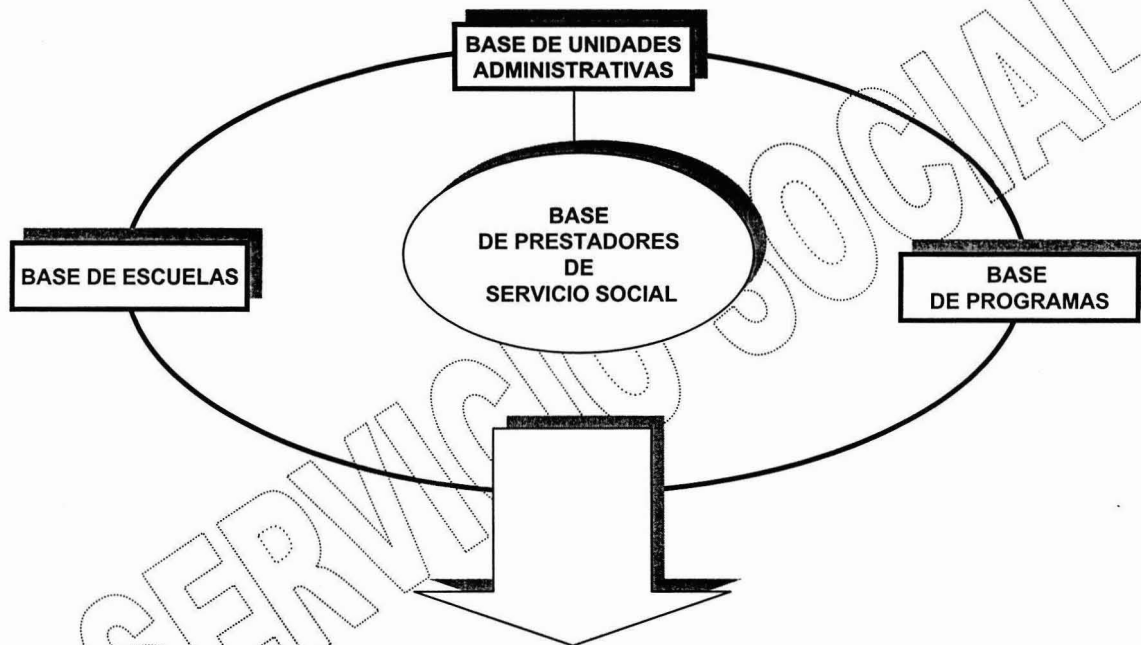 BASE DE UNIDADES
ADMINISTRATIVAS
BASE
DE PRESTADORES
DE
SERVICIO SOCIAL
BASE DE ESCUELAS
BASE
DE PROGRAMAS
SERVICIO SOCIAL